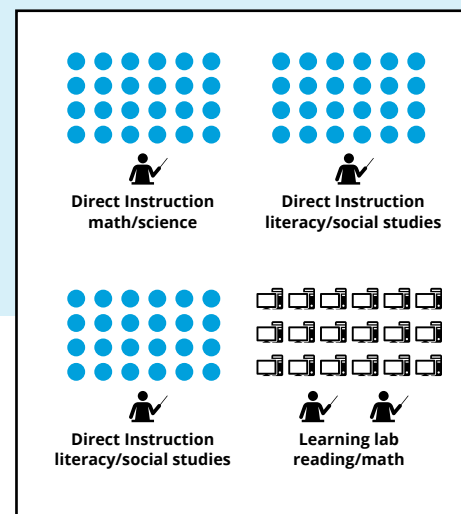 Direct Instruction
math/science
Direct Instruction
literacy/social studies
Direct Instruction
literacy/social studies
Learning lab
reading/math